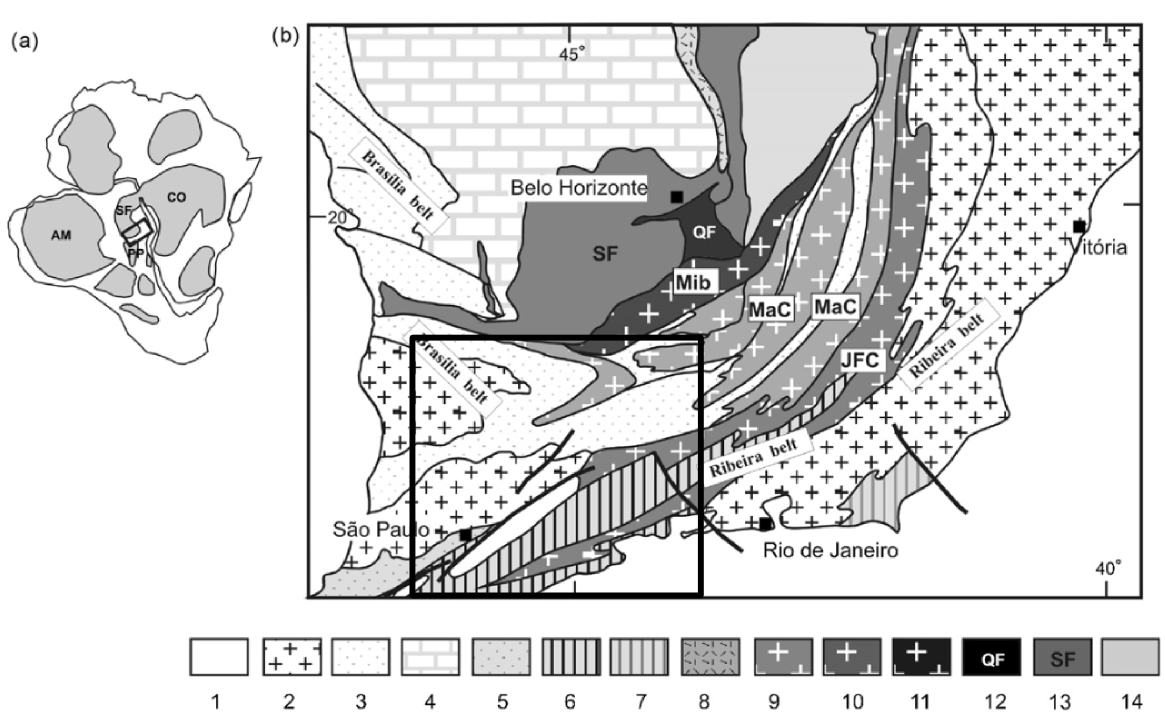 (a)
(b)
45°
Brasília belt
Belo Horizonte
SF
CO
20
AM
PP
QF
SF
Vitória
Mib
MaC
MaC
Brasília belt
JFC
Ribeira belt
Ribeira belt
São Paulo
Rio de Janeiro
40°
QF
SF
1 2 3 4 5 6 7 8 9 10 11 12 13 14